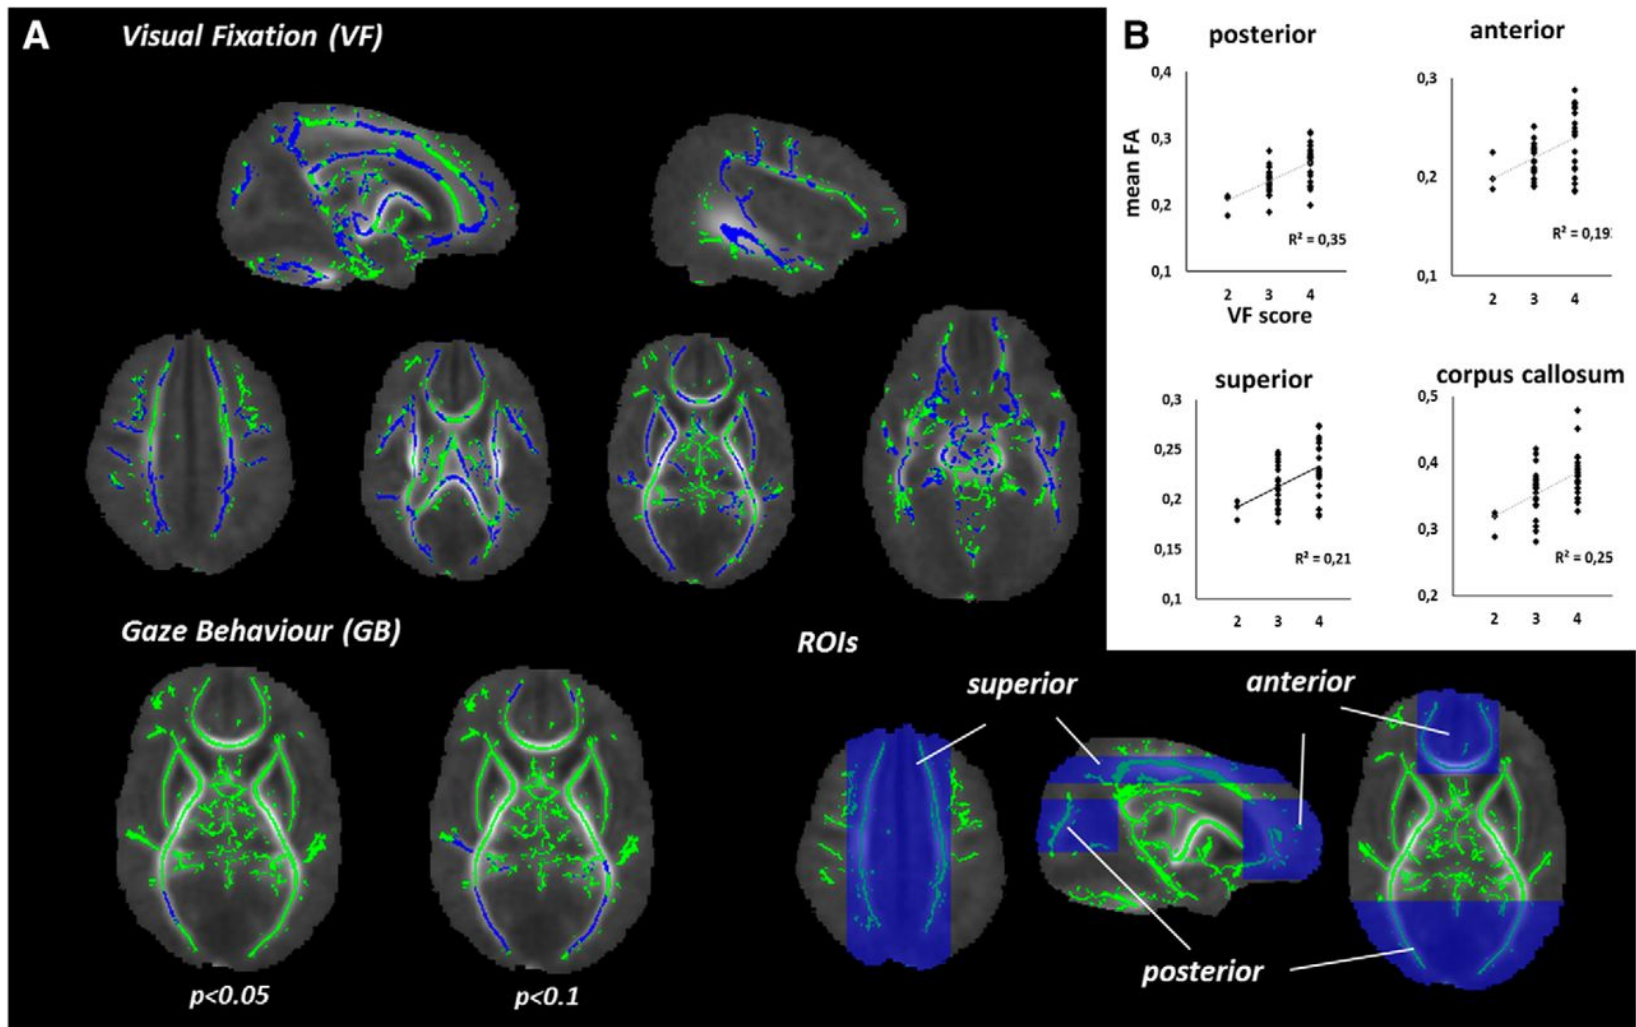 A
Visual Fixation (VF)
Gaze Behaviour (GB)
p<0.05
p<0.1
ROIs
superior
anterior
posterior
B
posterior
mean FA
0,4
0,3
0,2
0,1
R² = 0,35
2 3 4
VF score
anterior
0,3
0,2
0,1
R² = 0,19
2 3 4
superior
0,3
0,25
0,2
0,15
0,1
R² = 0,21
2 3 4
corpus callosum
0,5
0,4
0,3
0,2
R² = 0,25
2 3 4